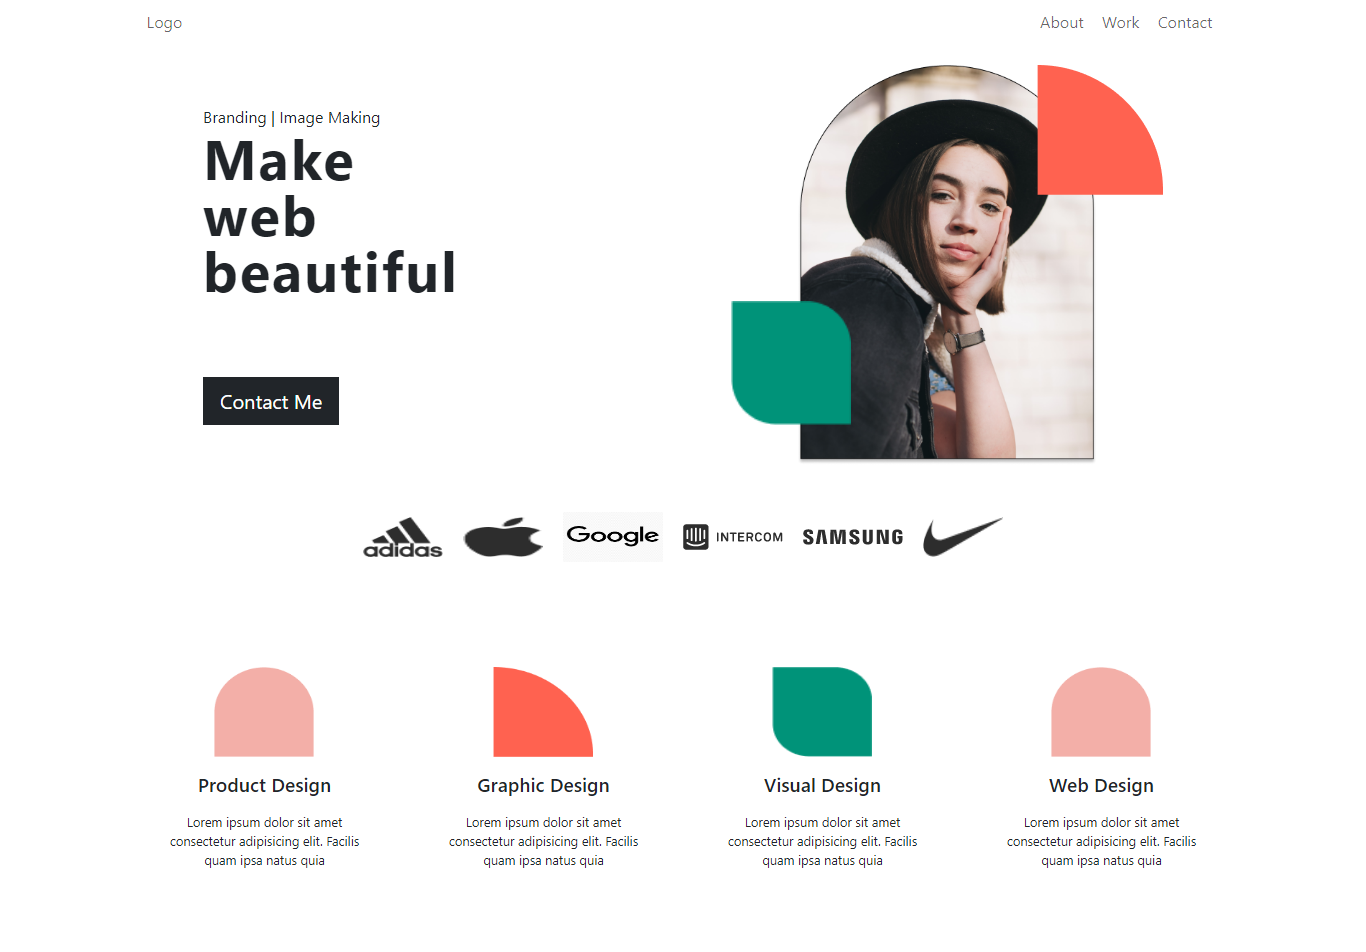 Logo
About Work Contact
Branding | Image Making
Make
web
beautiful
Contact Me
adidas
Google
INTERCOM
SAMSUNG
Product Design
Lorem ipsum dolor sit amet
consectetur adipisicing elit. Facilis
quam ipsa natus quia
Graphic Design
Lorem ipsum dolor sit amet
consectetur adipisicing elit. Facilis
quam ipsa natus quia
Visual Design
Lorem ipsum dolor sit amet
consectetur adipisicing elit. Facilis
quam ipsa natus quia
Web Design
Lorem ipsum dolor sit amet
consectetur adipisicing elit. Facilis
quam ipsa natus quia